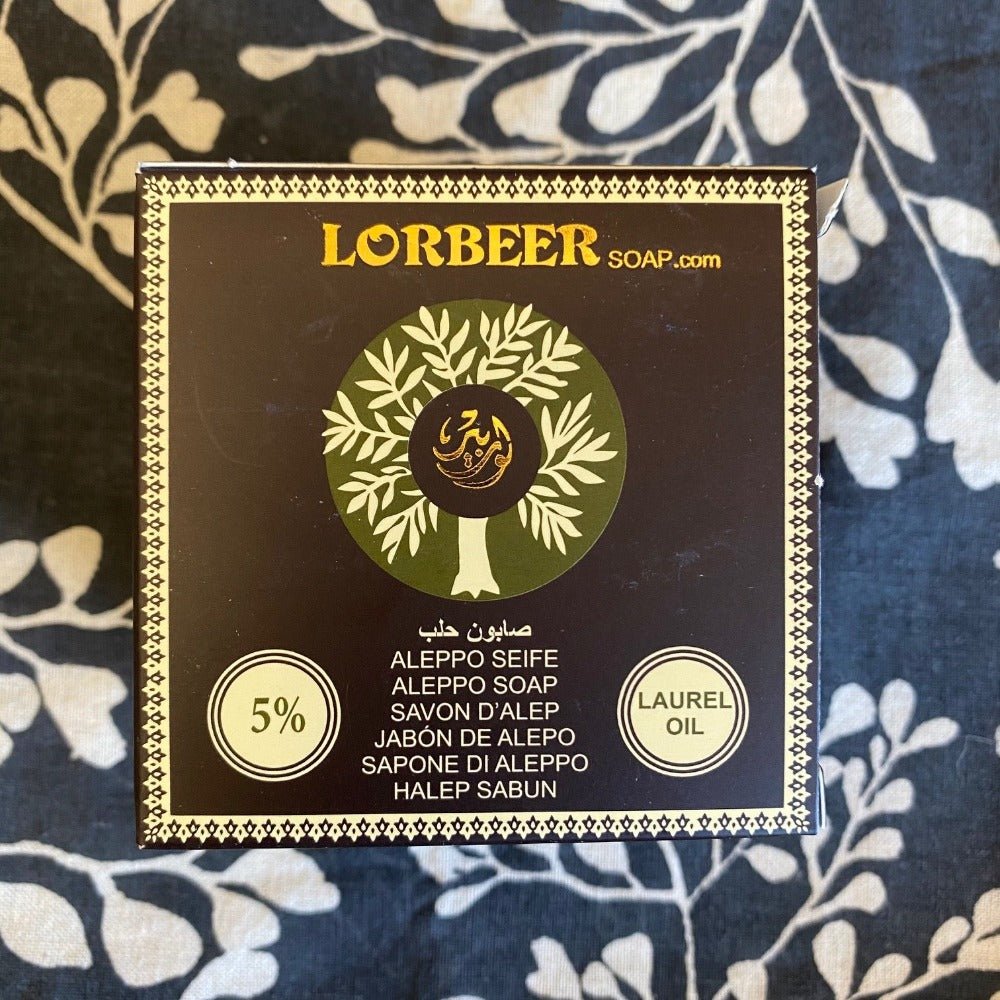 LORBEER SOAP.com
لوربير
صابون حلب
ALEPPO SEIFE
ALEPPO SOAP
SAVON D'ALEP
JABÓN DE ALEPO
SAPONE DI ALEPPO
HALEP SABUN
5%
LAUREL
OIL